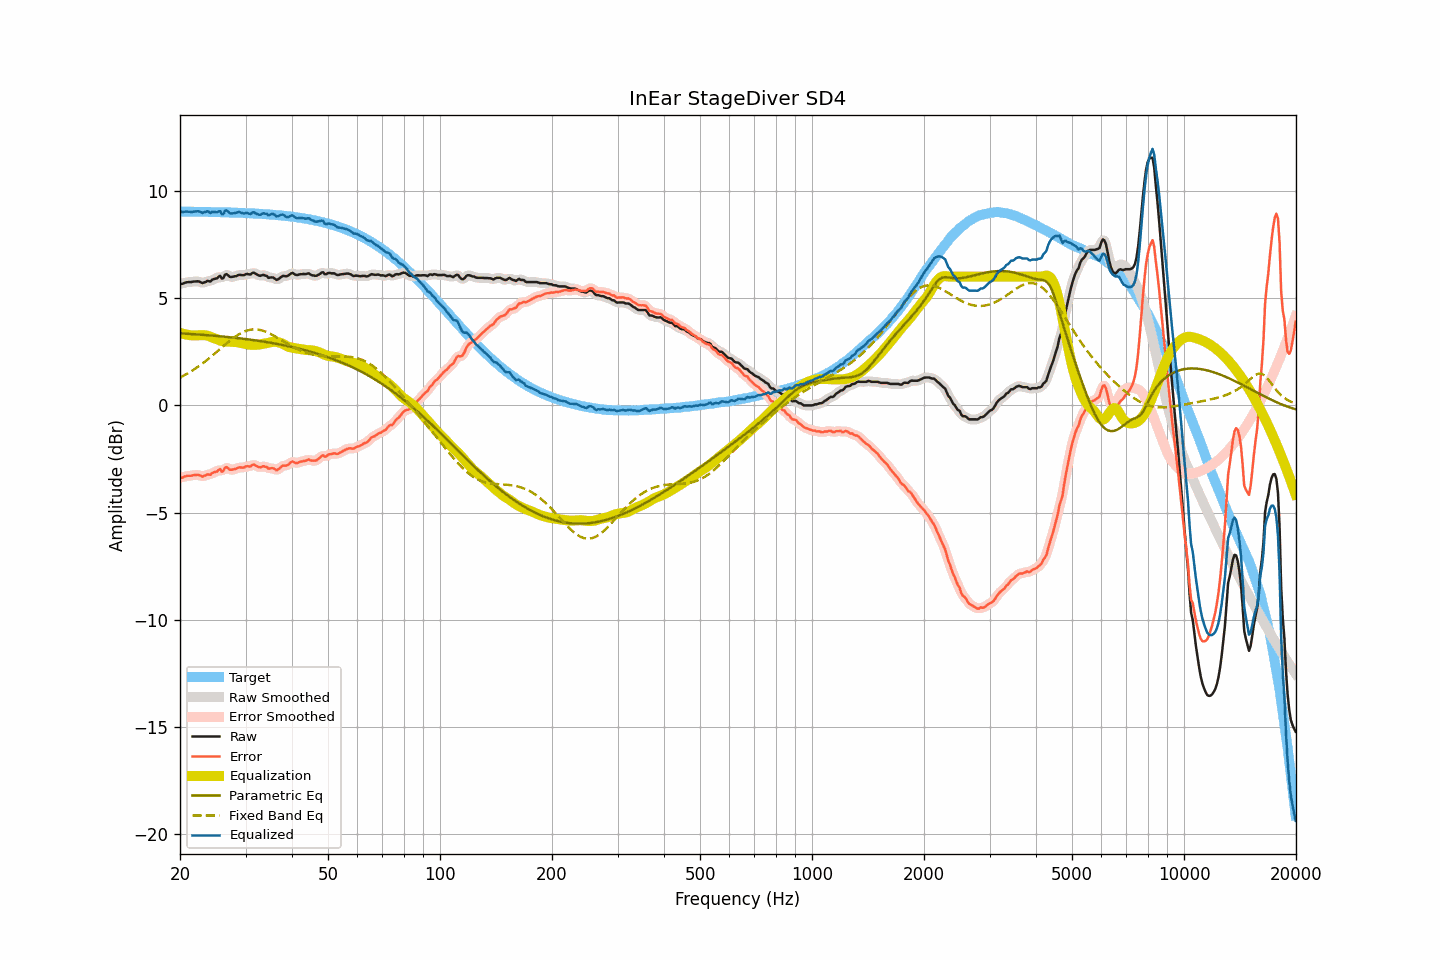 InEar StageDiver SD4
10
5
0
−5
−10
−15
−20
Amplitude (dBr)
Target
Raw Smoothed
Error Smoothed
Raw
Error
Equalization
Parametric Eq
Fixed Band Eq
Equalized
20 50 100 200 500 1000 2000 5000 10000 20000
Frequency (Hz)